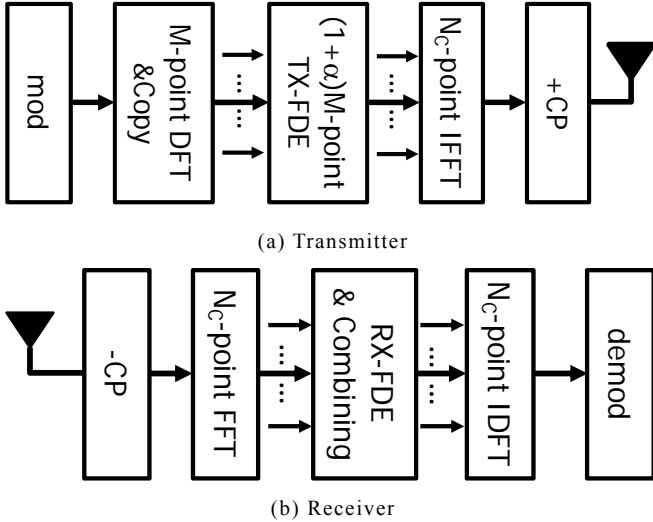 mod
M-point DFT
&Copy
...
...
(1+α)M-point
TX-FDE
...
...
N_C-point IFFT
+CP
(a) Transmitter
-CP
N_C-point FFT
...
...
RX-FDE
& Combining
...
...
N_C-point IDFT
demod
(b) Receiver